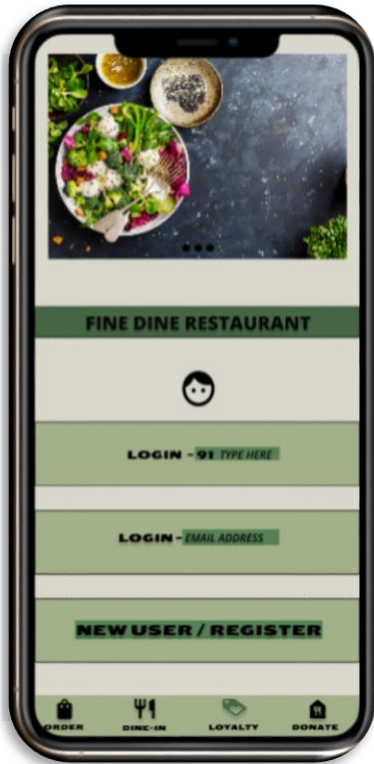 FINE DINE RESTAURANT
LOGIN - 91 TYPE HERE
LOGIN - EMAIL ADDRESS
NEW USER / REGISTER
ORDER DINE-IN LOYALTY DONATE